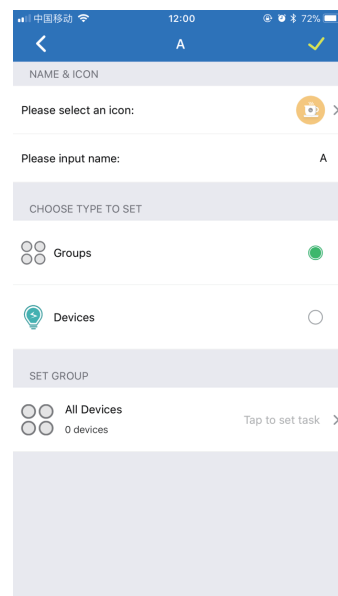 中国移动 12:00 72%
A
NAME & ICON
Please select an icon:
Please input name: A
CHOOSE TYPE TO SET
Groups
Devices
SET GROUP
All Devices
0 devices
Tap to set task